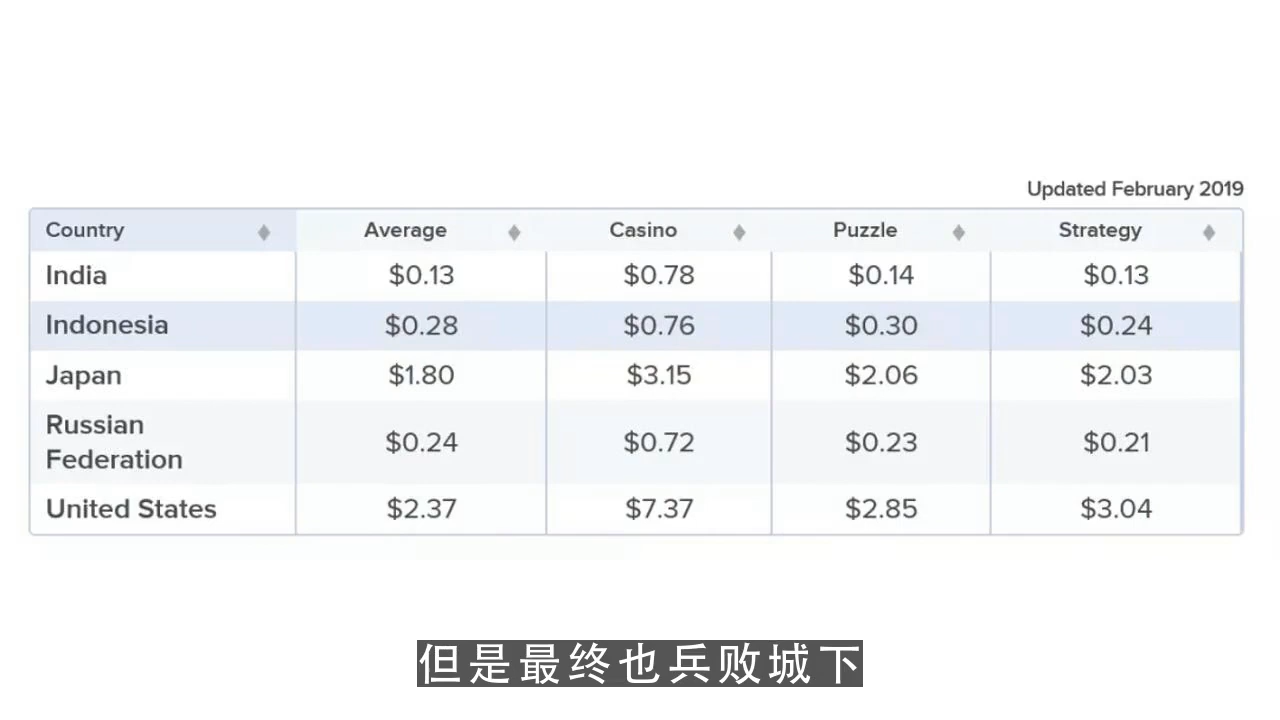 Updated February 2019
Country Average Casino Puzzle Strategy
India $0.13 $0.78 $0.14 $0.13
Indonesia $0.28 $0.76 $0.30 $0.24
Japan $1.80 $3.15 $2.06 $2.03
Russian
Federation $0.24 $0.72 $0.23 $0.21
United States $2.37 $7.37 $2.85 $3.04
但是最终也兵败城下